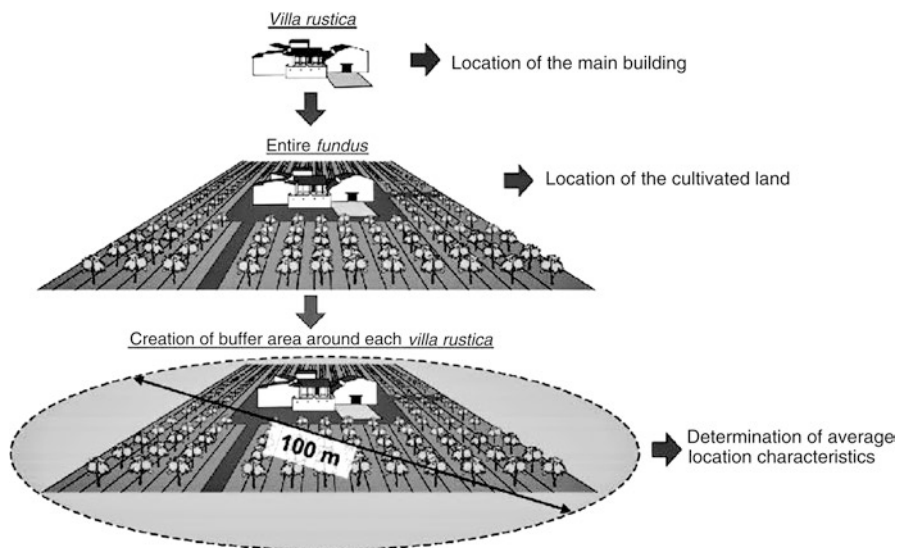 Villa rustica
Location of the main building
Entire fundus
Location of the cultivated land
Creation of buffer area around each villa rustica
100 m
Determination of average
location characteristics